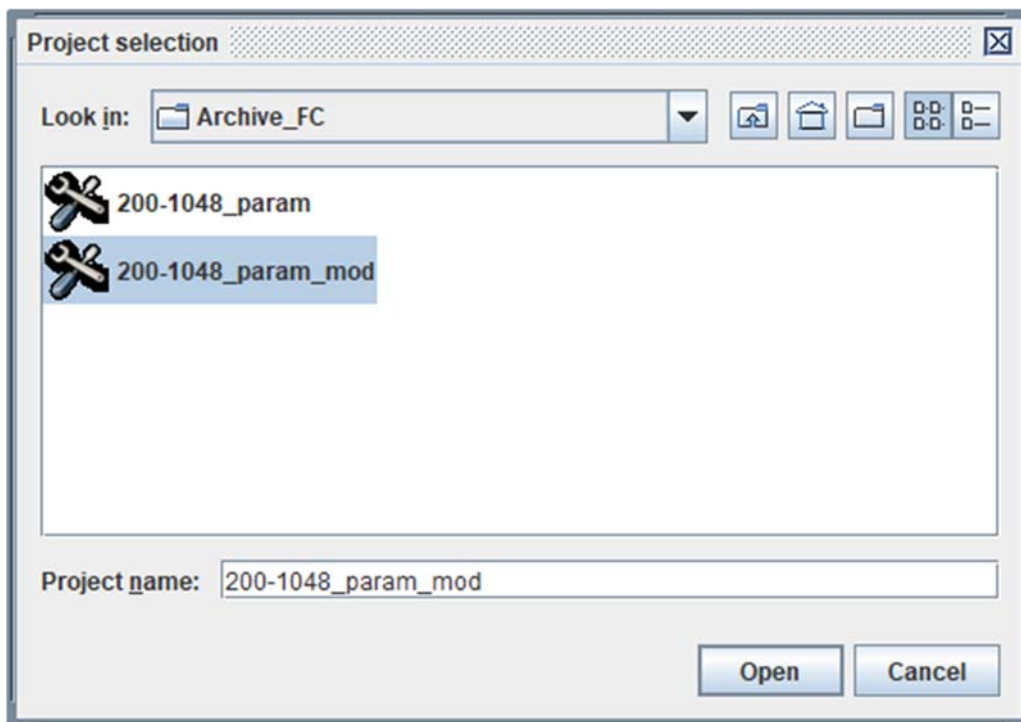 Project selection
Look in: Archive_FC
200-1048_param
200-1048_param_mod
Project name: 200-1048_param_mod
Open Cancel